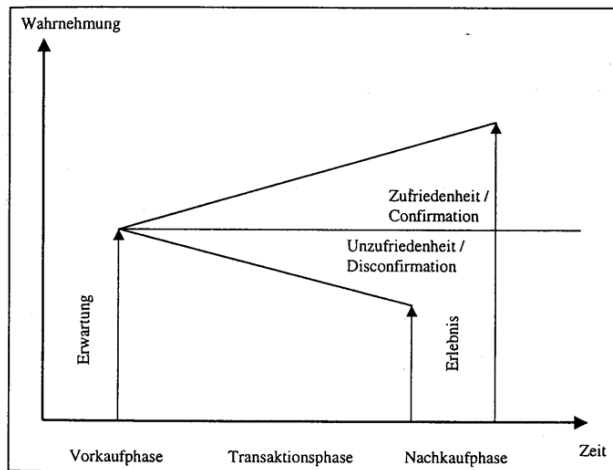 Wahrnehmung
Zufriedenheit /
Confirmation
Unzufriedenheit /
Disconfirmation
Erwartung
Erlebnis
Zeit
Vorkaufphase Transaktionsphase Nachkaufphase